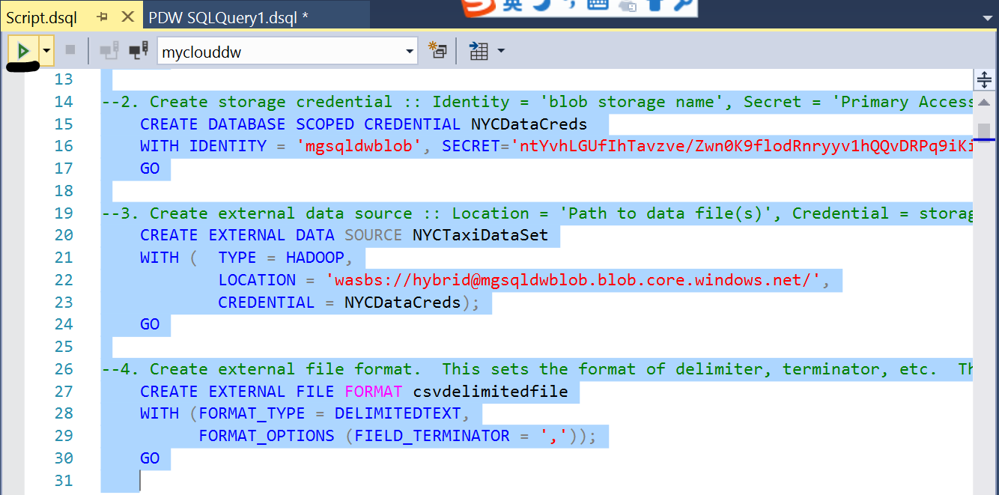 Script.dsql PDW SQLQuery1.dsql *
英
myclouddw
13
14 --2. Create storage credential :: Identity = 'blob storage name', Secret = 'Primary Access
15 CREATE DATABASE SCOPED CREDENTIAL NYCDataCreds
16 WITH IDENTITY = 'mgsqldwblob', SECRET='ntYvhLGUfIhTavzve/Zwn0K9flodRnryyv1hQQvDRPq9iKi
17 GO
18
19 --3. Create external data source :: Location = 'Path to data file(s)', Credential = storag
20 CREATE EXTERNAL DATA SOURCE NYCTaxiDataSet
21 WITH ( TYPE = HADOOP,
22 LOCATION = 'wasbs://hybrid@mgsqldwblob.blob.core.windows.net/',
23 CREDENTIAL = NYCDataCreds);
24 GO
25
26 --4. Create external file format. This sets the format of delimiter, terminator, etc. Th
27 CREATE EXTERNAL FILE FORMAT csvdelimitedfile
28 WITH (FORMAT_TYPE = DELIMITEDTEXT,
29 FORMAT_OPTIONS (FIELD_TERMINATOR = ','));
30 GO
31